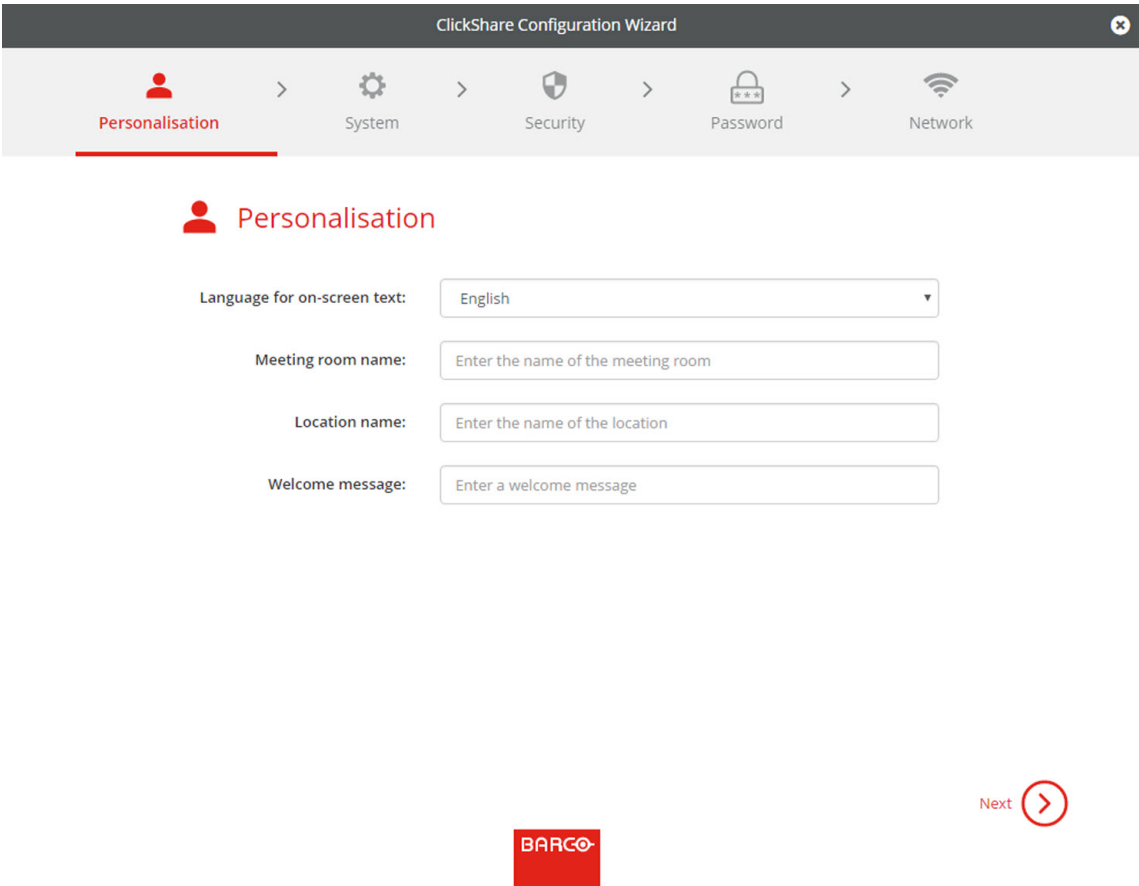 ClickShare Configuration Wizard
Personalisation
System
Security
***
Password
Network
Personalisation
Language for on-screen text: English
Meeting room name: Enter the name of the meeting room
Location name: Enter the name of the location
Welcome message: Enter a welcome message
Next
BARCO